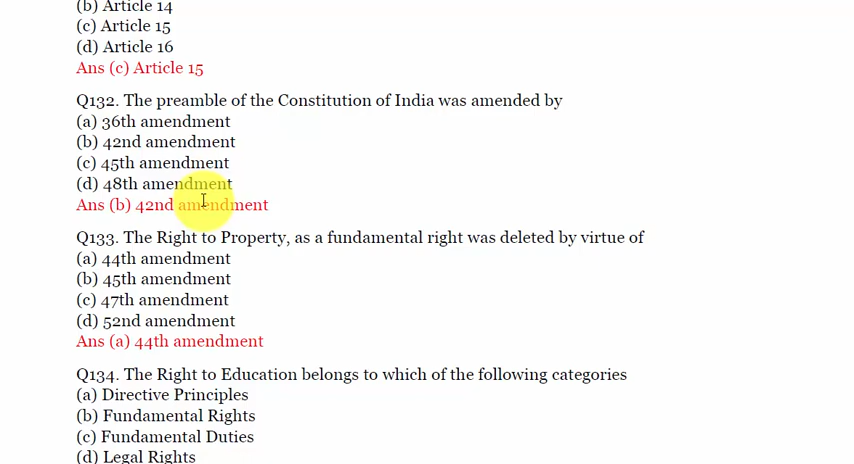 (b) Article 14
(c) Article 15
(d) Article 16
Ans (c) Article 15
Q132. The preamble of the Constitution of India was amended by
(a) 36th amendment
(b) 42nd amendment
(c) 45th amendment
(d) 48th amendment
Ans (b) 42nd amendment
Q133. The Right to Property, as a fundamental right was deleted by virtue of
(a) 44th amendment
(b) 45th amendment
(c) 47th amendment
(d) 52nd amendment
Ans (a) 44th amendment
Q134. The Right to Education belongs to which of the following categories
(a) Directive Principles
(b) Fundamental Rights
(c) Fundamental Duties
(d) Legal Rights